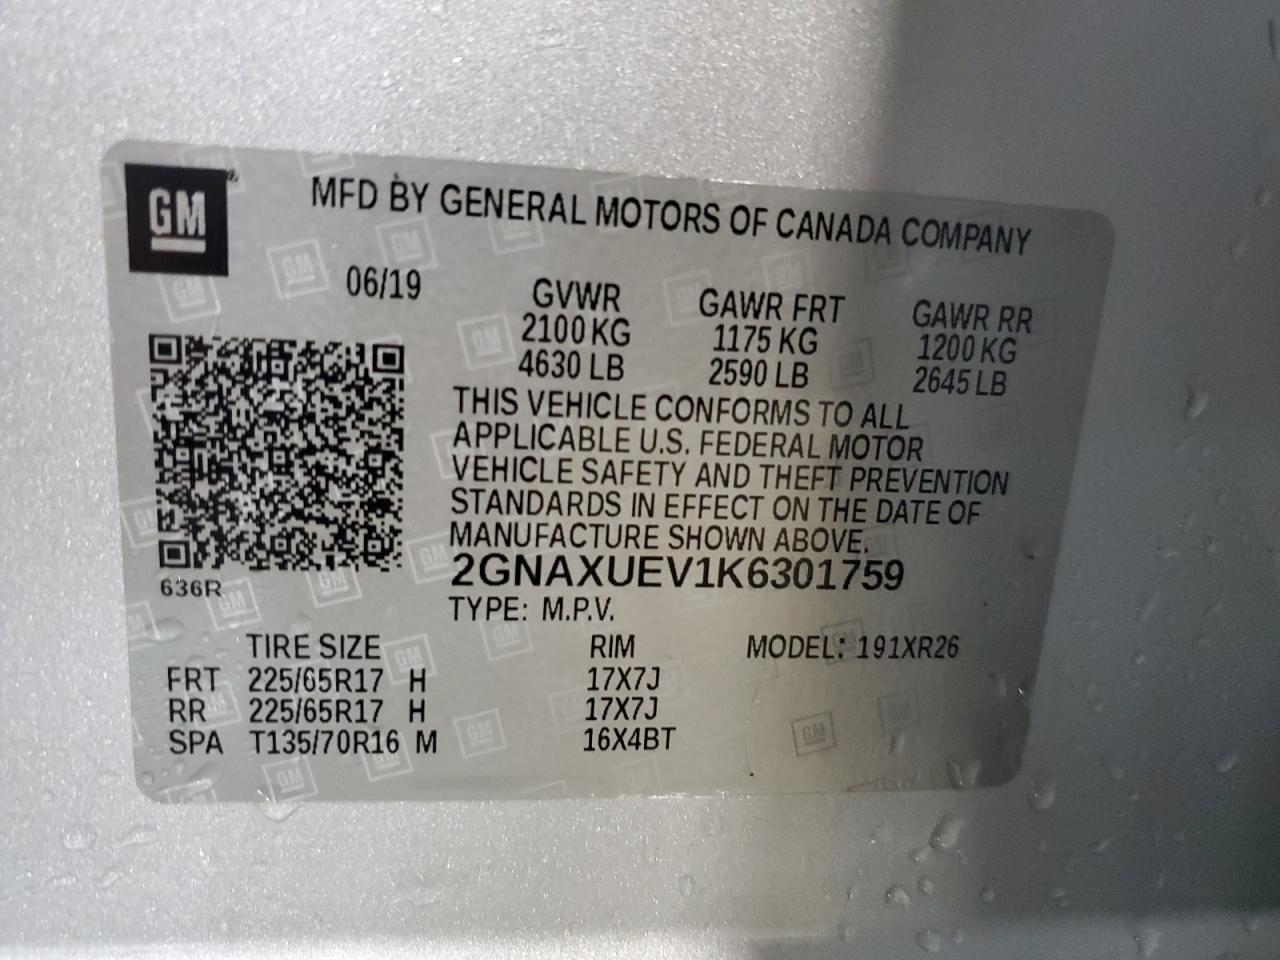 GM
MFD BY GENERAL MOTORS OF CANADA COMPANY
06/19
GVWR GAWR FRT GAWR RR
2100 KG 1175 KG 1200 KG
4630 LB 2590 LB 2645 LB
THIS VEHICLE CONFORMS TO ALL
APPLICABLE U.S. FEDERAL MOTOR
VEHICLE SAFETY AND THEFT PREVENTION
STANDARDS IN EFFECT ON THE DATE OF
MANUFACTURE SHOWN ABOVE.
2GNAXUEV1K6301759
636R
TYPE: M.P.V.
TIRE SIZE RIM MODEL: 191XR26
FRT 225/65R17 H 17X7J
RR 225/65R17 H 17X7J
SPA T135/70R16 M 16X4BT